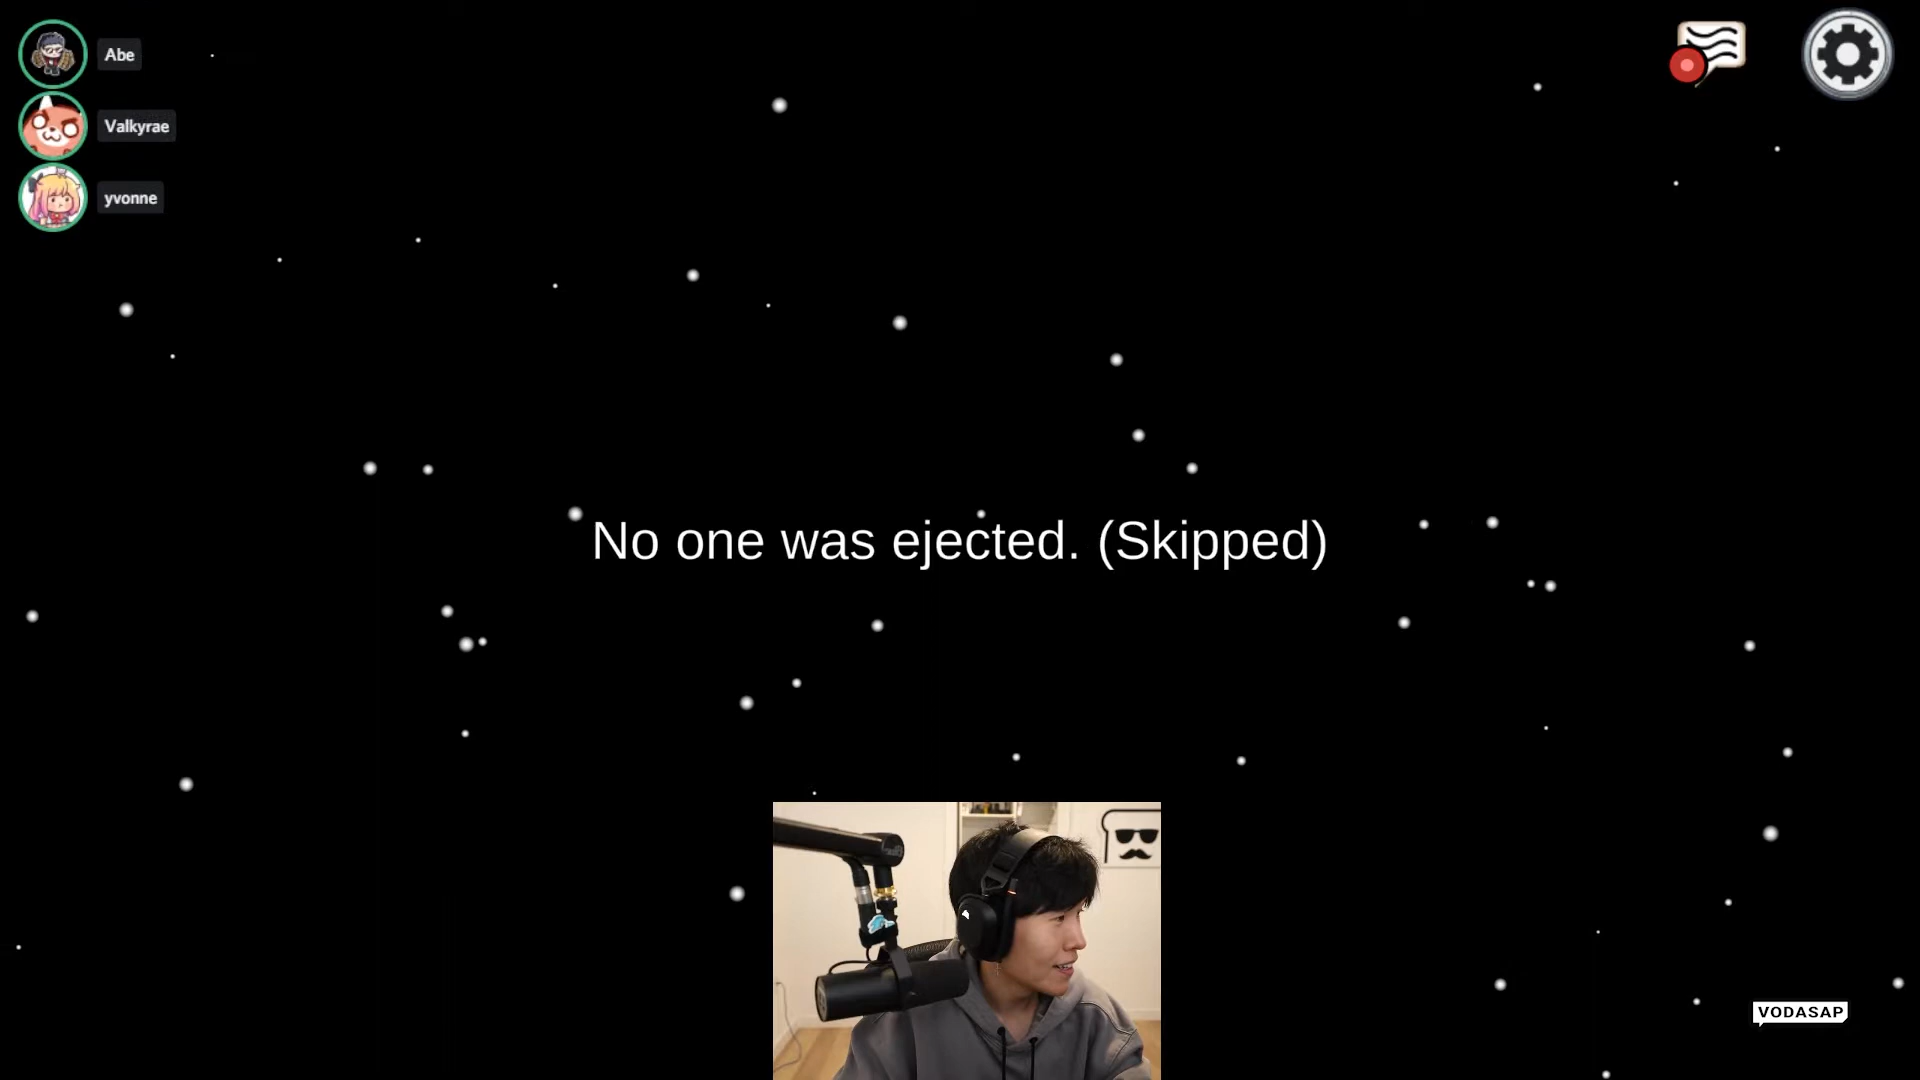 Abe
Valkyrae
yvonne
No one was ejected. (Skipped)
VODASAP